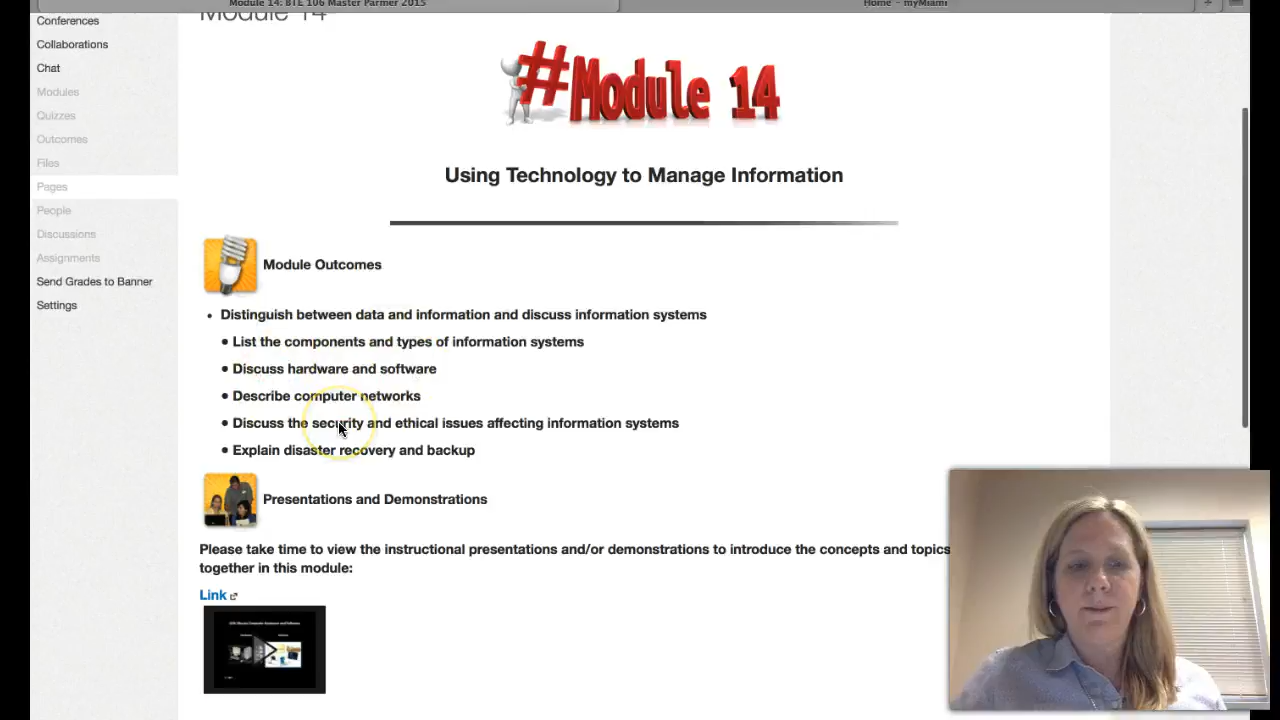 Module 14: BTE 106 Master Parmer 2015
Home - myMiami
Module 14
Conferences
Collaborations
Chat
Modules
Quizzes
Outcomes
Files
Pages
People
Discussions
Assignments
Send Grades to Banner
Settings
#Module 14
Using Technology to Manage Information
Module Outcomes
• Distinguish between data and information and discuss information systems
• List the components and types of information systems
• Discuss hardware and software
• Describe computer networks
• Discuss the security and ethical issues affecting information systems
• Explain disaster recovery and backup
Presentations and Demonstrations
Please take time to view the instructional presentations and/or demonstrations to introduce the concepts and topics
together in this module:
Link